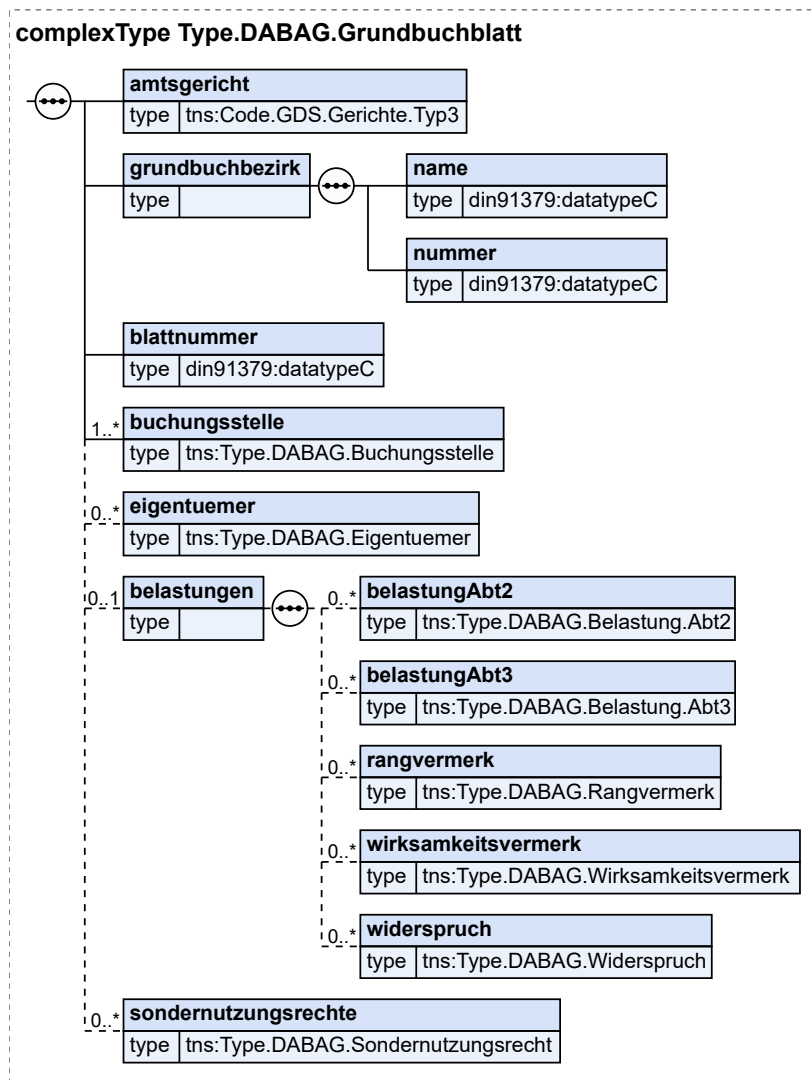 complexType Type.DABAG.Grundbuchblatt
amtsgericht
type tns:Code.GDS.Gerichte.Typ3
grundbuchbezirk
type
name
type din91379:datatypeC
nummer
type din91379:datatypeC
blattnummer
type din91379:datatypeC
1..* buchungsstelle
type tns:Type.DABAG.Buchungsstelle
0..* eigentuemer
type tns:Type.DABAG.Eigentuemer
0..1 belastungen
type
0..* belastungAbt2
type tns:Type.DABAG.Belastung.Abt2
0..* belastungAbt3
type tns:Type.DABAG.Belastung.Abt3
0..* rangvermerk
type tns:Type.DABAG.Rangvermerk
0..* wirksamkeitsvermerk
type tns:Type.DABAG.Wirksamkeitsvermerk
0..* widerspruch
type tns:Type.DABAG.Widerspruch
0..* sondernutzungsrechte
type tns:Type.DABAG.Sondernutzungsrecht